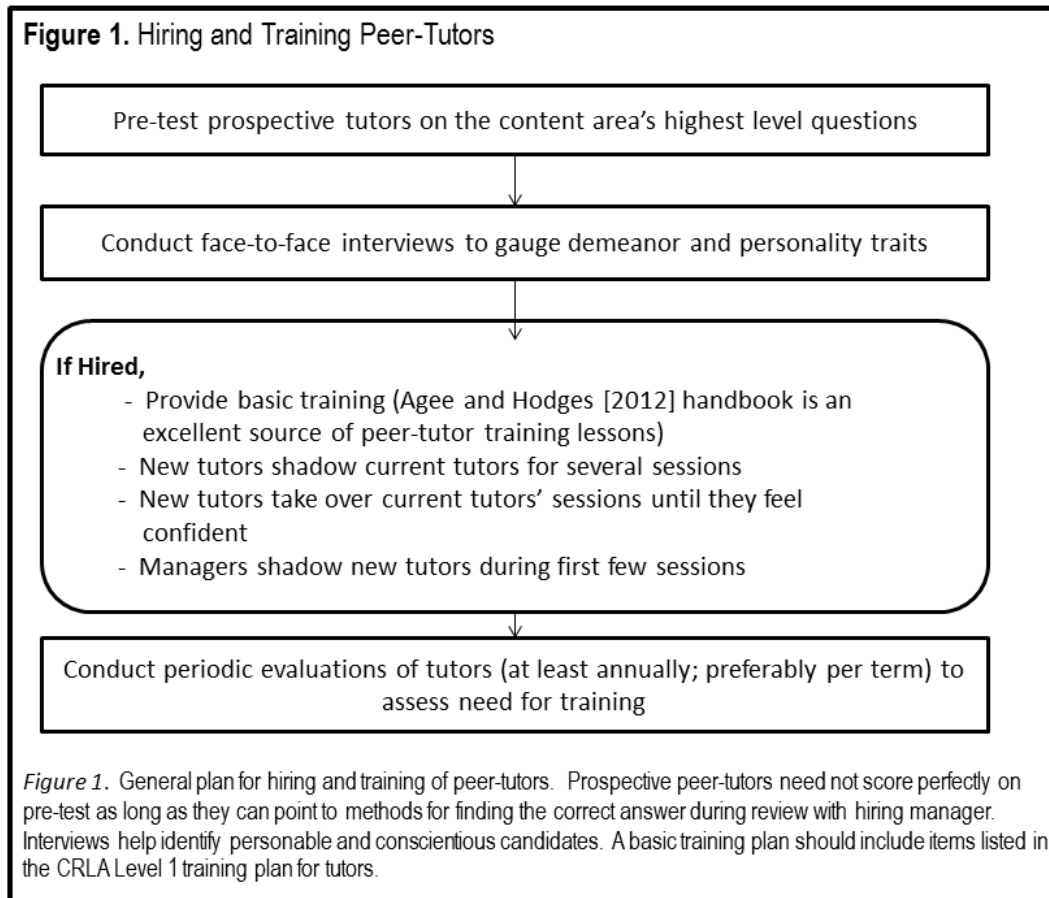 Figure 1. Hiring and Training Peer-Tutors
Pre-test prospective tutors on the content area's highest level questions
Conduct face-to-face interviews to gauge demeanor and personality traits
If Hired,
- Provide basic training (Agee and Hodges [2012] handbook is an
excellent source of peer-tutor training lessons)
- New tutors shadow current tutors for several sessions
- New tutors take over current tutors' sessions until they feel
confident
- Managers shadow new tutors during first few sessions
Conduct periodic evaluations of tutors (at least annually; preferably per term) to
assess need for training
Figure 1. General plan for hiring and training of peer-tutors. Prospective peer-tutors need not score perfectly on
pre-test as long as they can point to methods for finding the correct answer during review with hiring manager.
Interviews help identify personable and conscientious candidates. A basic training plan should include items listed in
the CRLA Level 1 training plan for tutors.